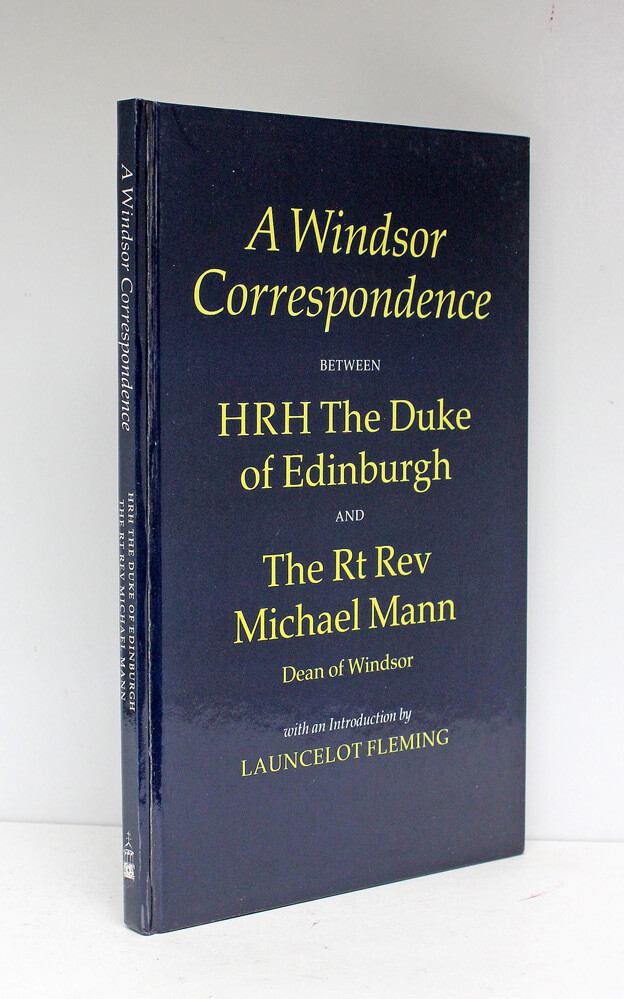 A Windsor
Correspondence
BETWEEN
HRH The Duke
of Edinburgh
AND
The Rt Rev
Michael Mann
Dean of Windsor
with an Introduction by
LAUNCELOT FLEMING
A Windsor Correspondence
HRH THE DUKE OF EDINBURGH
THE RT REV MICHAEL MANN